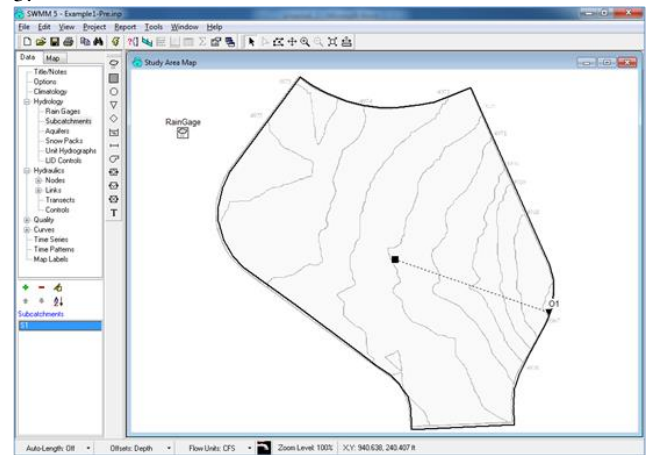 SWMM 5 - Example1-Pre.inp
File Edit View Project Report Tools Window Help
Data Map
Study Area Map
Title/Notes
Options
Climatology
Hydrology
Rain Gages
Subcatchments
Aquifers
Snow Packs
Unit Hydrographs
LID Controls
Hydraulics
Nodes
Links
Transects
Controls
Quality
Curves
Time Series
Time Patterns
Map Labels
T
RainGage
O1
Subcatchments
S1
Auto-Length: Off Offsets: Depth Flow Units: CFS Zoom Level: 100% X,Y: 940.638, 240.407 ft